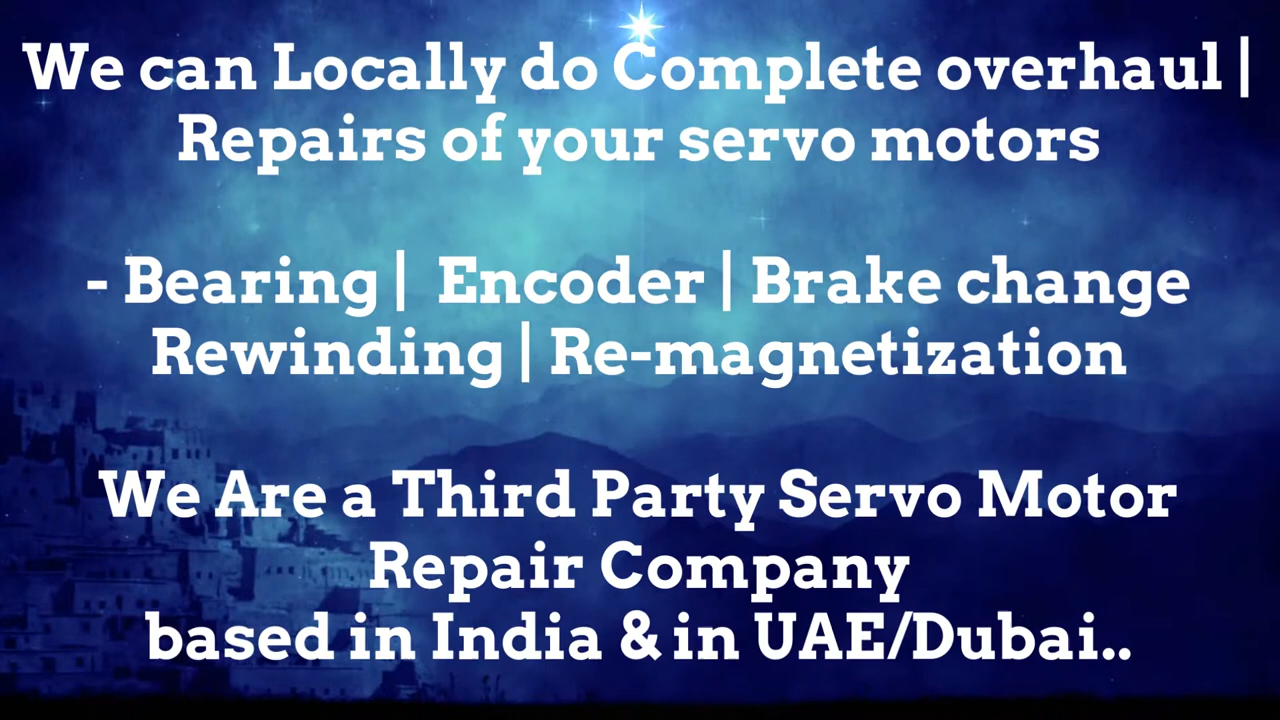 We can Locally do Complete overhaul |
Repairs of your servo motors
- Bearing | Encoder | Brake change
Rewinding | Re-magnetization
We Are a Third Party Servo Motor
Repair Company
based in India & in UAE/Dubai..